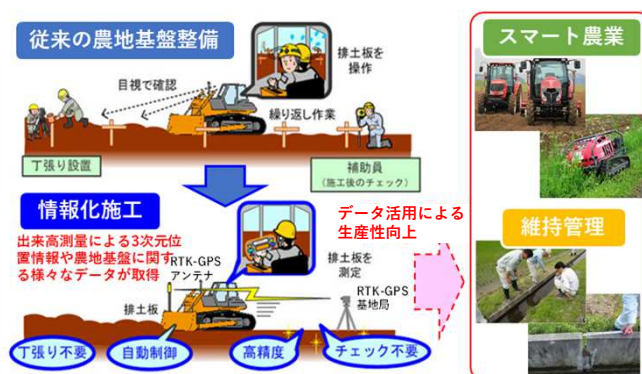 従来の農地基盤整備
目視で確認
排土板を
操作
繰り返し作業
丁張り設置
補助員
(施工後のチェック)
情報化施工
出来高測量による3次元位
置情報や農地基盤に関す
る様々なデータが取得
RTK-GPS
アンテナ
排土板を
測定
RTK-GPS
基地局
排土板
丁張り不要
自動制御
高精度
チェック不要
データ活用による
生産性向上
スマート農業
維持管理